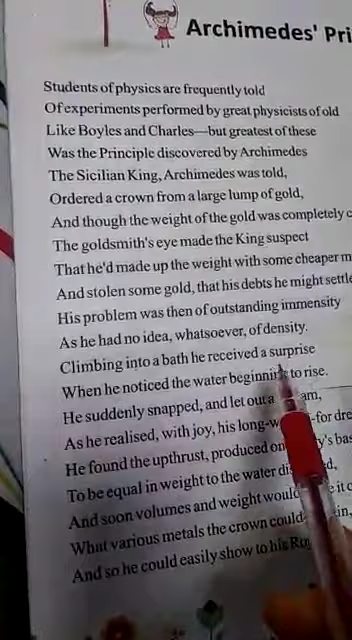 Archimedes' Pri
Students of physics are frequently told
Of experiments performed by great physicists of old
Like Boyles and Charles—but greatest of these
Was the Principle discovered by Archimedes
The Sicilian King, Archimedes was told,
Ordered a crown from a large lump of gold,
And though the weight of the gold was completely c
The goldsmith's eye made the King suspect
That he'd made up the weight with some cheaper m
And stolen some gold, that his debts he might settle
His problem was then of outstanding immensity
As he had no idea, whatsoever, of density.
Climbing into a bath he received a surprise
When he noticed the water beginning to rise.
He suddenly snapped, and let out a am,
As he realised, with joy, his long-w -for dre
He found the upthrust, produced on y's bas
To be equal in weight to the water dis d,
And soon volumes and weight would e it c
What various metals the crown could in,
And so he could easily show to his Ro